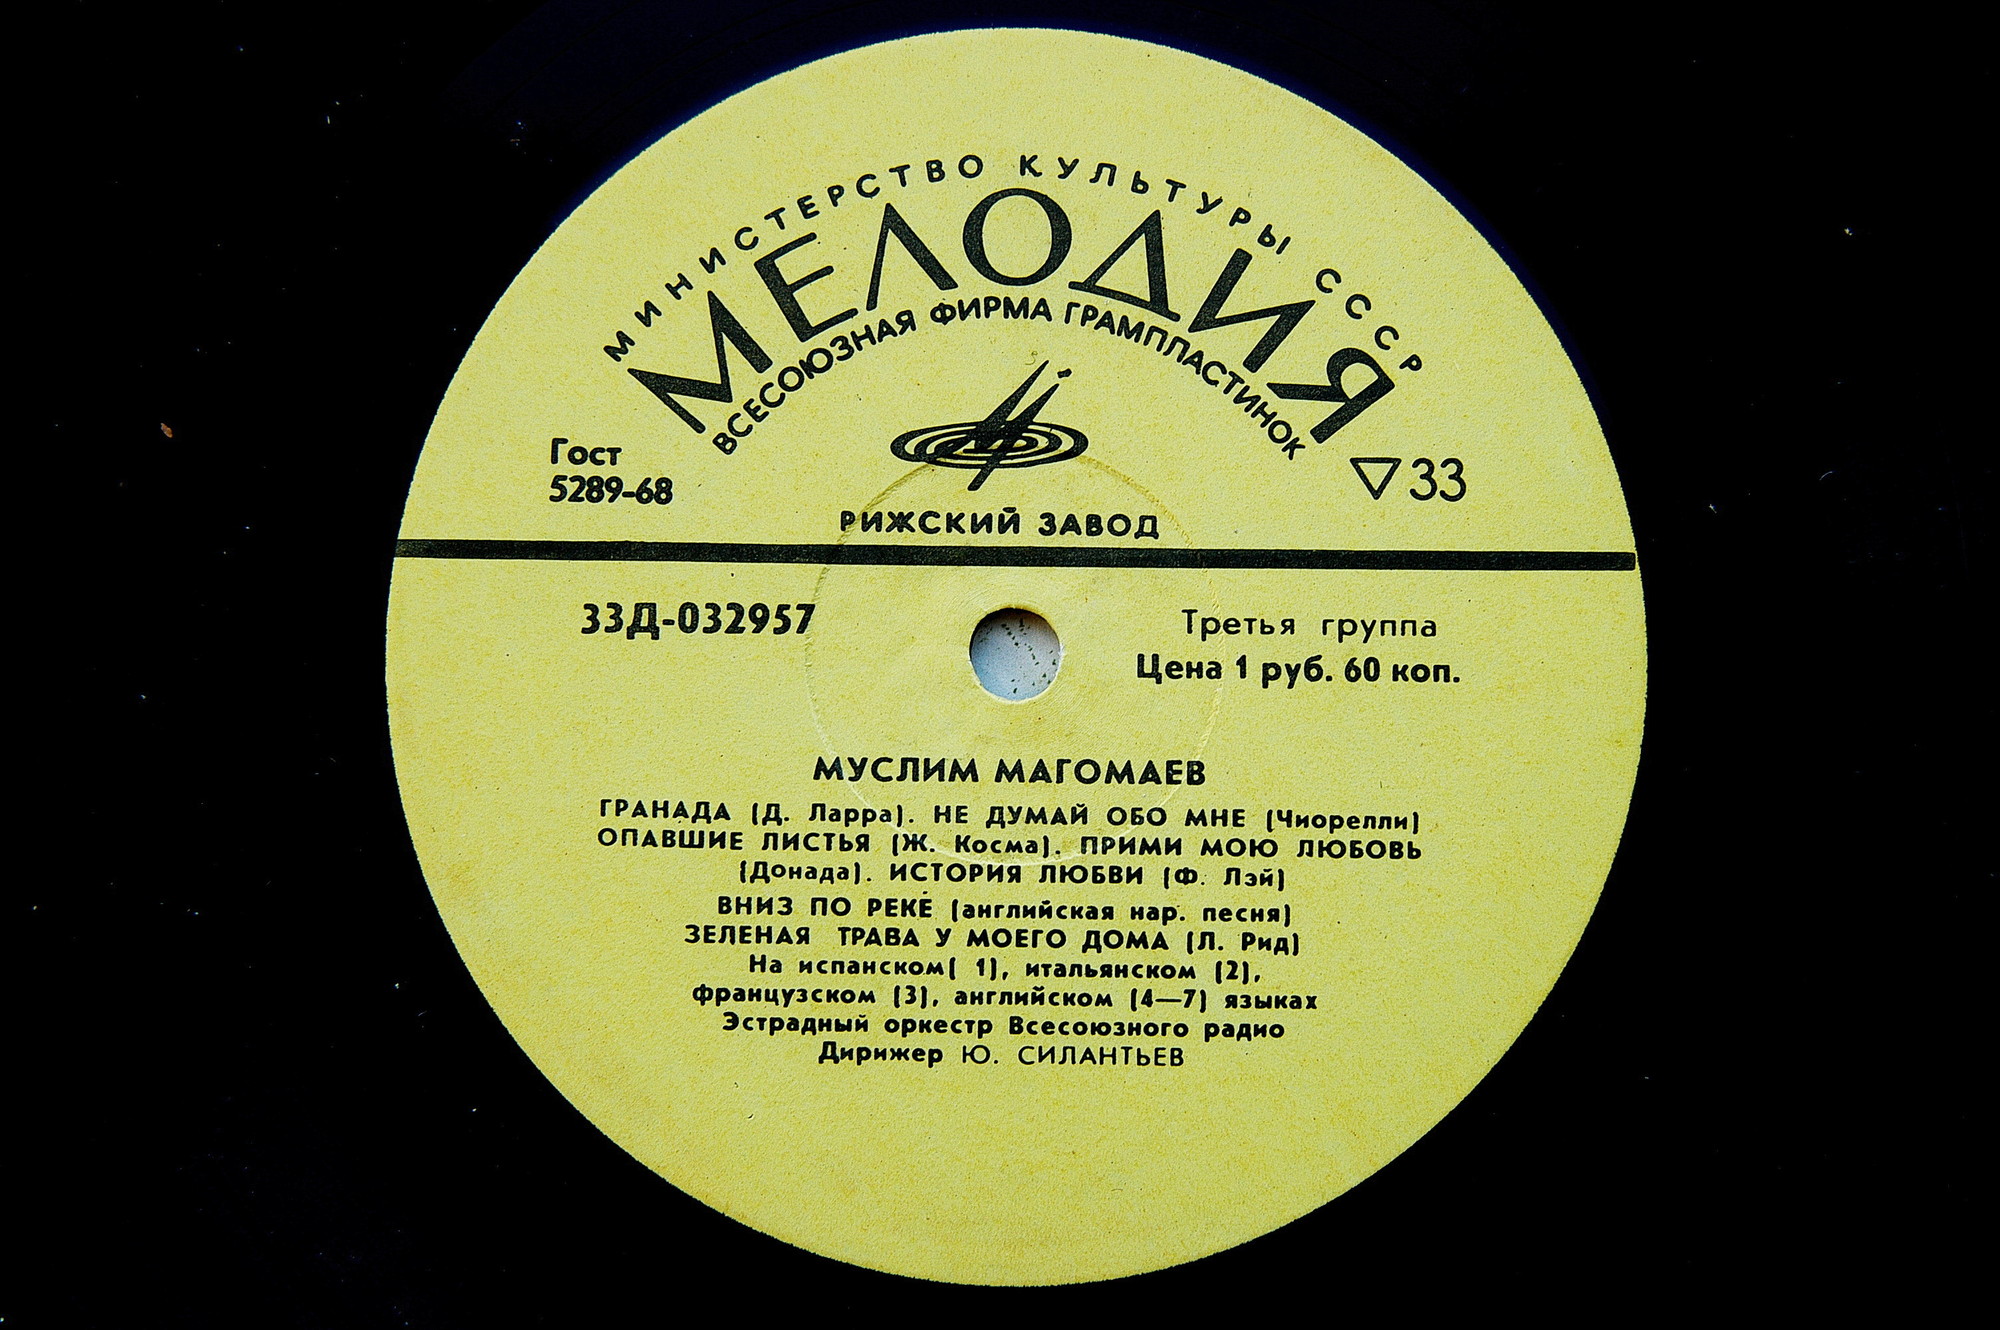 МИНИСТЕРСТВО КУЛЬТУРЫ СССР
МЕЛОДИЯ
ВСЕСОЮЗНАЯ ФИРМА ГРАМПЛАСТИНОК
Гост
5289-68
▽33
РИЖСКИЙ ЗАВОД
33Д-032957
Третья группа
Цена 1 руб. 60 коп.
МУСЛИМ МАГОМАЕВ
ГРАНАДА (Д. Ларра). НЕ ДУМАЙ ОБО МНЕ (Чиорелли)
ОПАВШИЕ ЛИСТЬЯ (Ж. Косма). ПРИМИ МОЮ ЛЮБОВЬ
(Донада). ИСТОРИЯ ЛЮБВИ (Ф. Лэй)
ВНИЗ ПО РЕКЕ (английская нар. песня)
ЗЕЛЕНАЯ ТРАВА У МОЕГО ДОМА (Л. Рид)
На испанском( 1), итальянском (2),
французском (3), английском (4—7) языках
Эстрадный оркестр Всесоюзного радио
Дирижер Ю. СИЛАНТЬЕВ